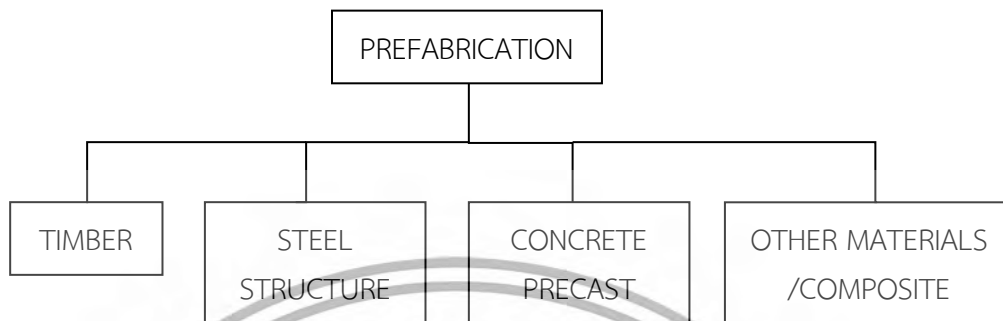 PREFABRICATION
TIMBER
STEEL
STRUCTURE
CONCRETE
PRECAST
OTHER MATERIALS
/COMPOSITE